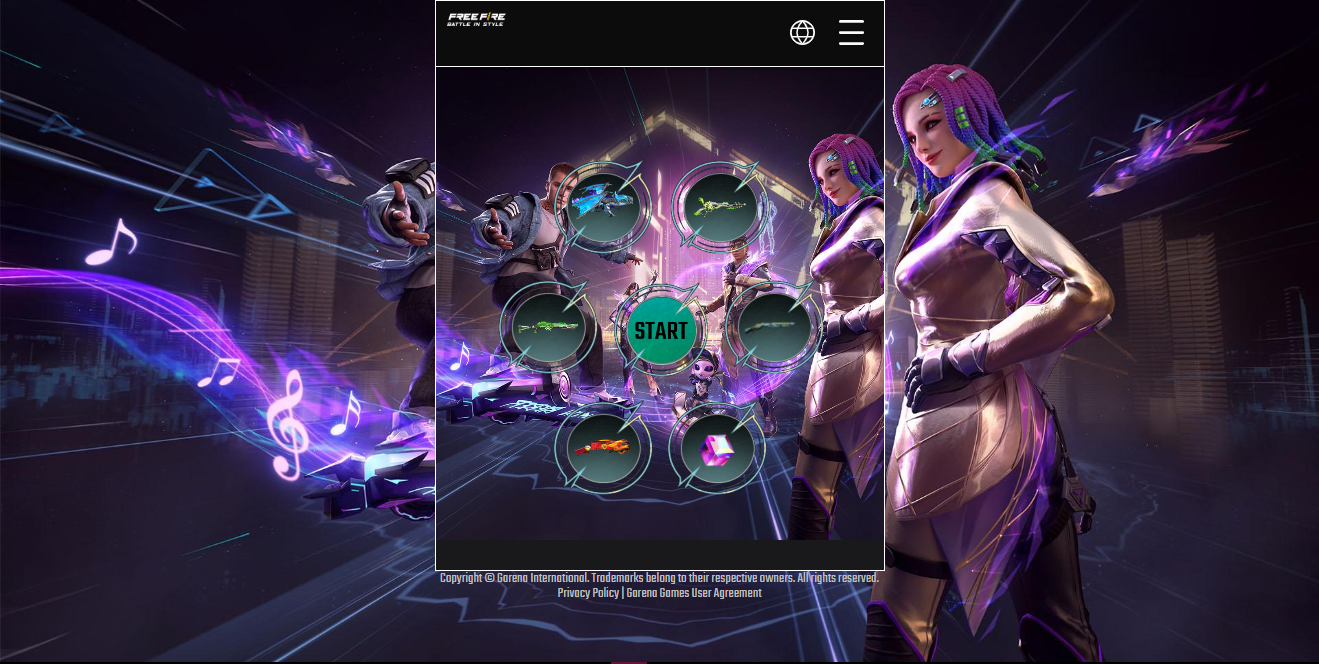 FREE FIRE
BATTLE IN STYLE
START
Copyright © Garena International. Trademarks belong to their respective owners. All rights reserved.
Privacy Policy | Garena Games User Agreement